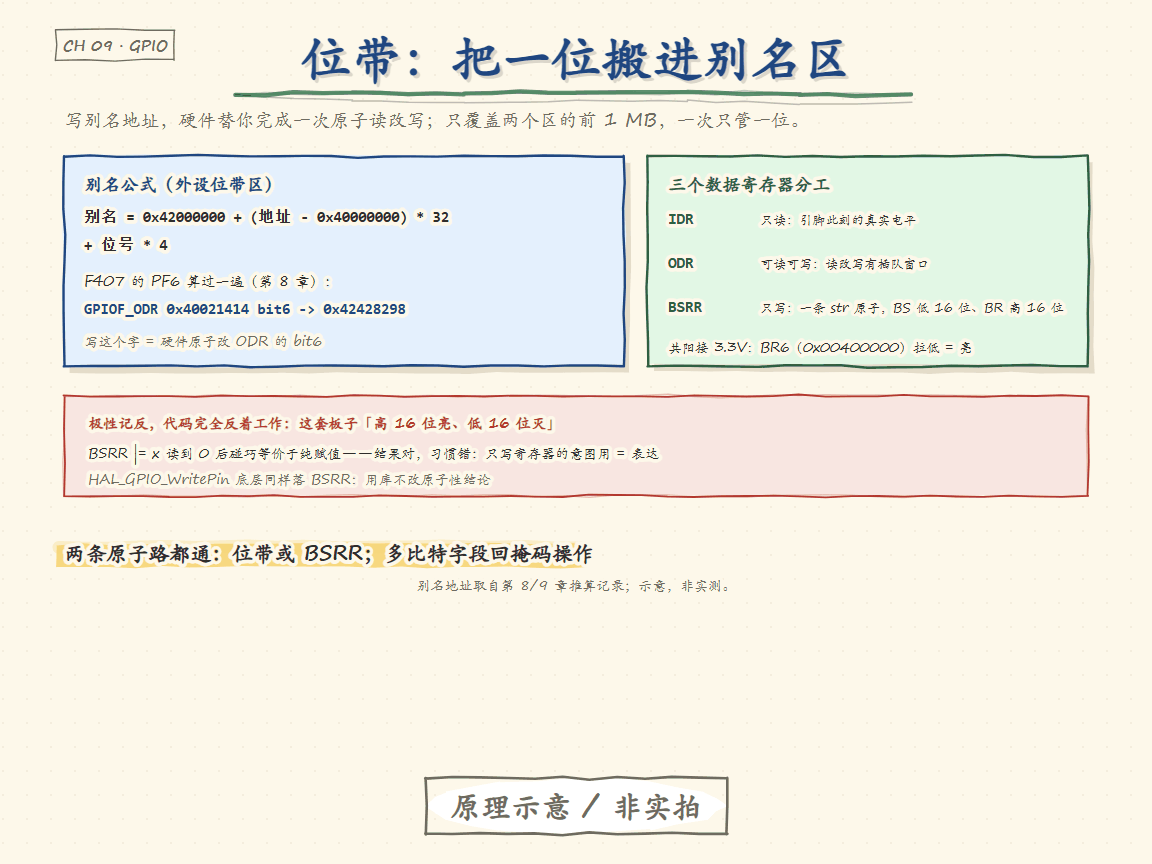 CH 09 · GPIO
位带：把一位搬进别名区
写别名地址，硬件替你完成一次原子读改写；只覆盖两个区的前 1 MB，一次只管一位。
别名公式（外设位带区）
别名 = 0x42000000 + (地址 - 0x40000000) * 32
+ 位号 * 4
F407 的 PF6 算过一遍（第 8 章）：
GPIOF_ODR 0x40021414 bit6 -> 0x42428298
写这个字 = 硬件原子改 ODR 的 bit6
三个数据寄存器分工
IDR 只读：引脚此刻的真实电平
ODR 可读可写：读改写有插队窗口
BSRR 只写：一条 str 原子，BS 低 16 位、BR 高 16 位
共阳接 3.3V：BR6（0x00400000）拉低 = 亮
极性记反，代码完全反着工作：这套板子「高 16 位亮、低 16 位灭」
BSRR |= x 读到 0 后碰巧等价于纯赋值——结果对，习惯错：只写寄存器的意图用 = 表达
HAL_GPIO_WritePin 底层同样落 BSRR：用库不改原子性结论
两条原子路都通：位带或 BSRR；多比特字段回掩码操作
别名地址取自第 8/9 章推算记录；示意，非实测。
原理示意 / 非实拍